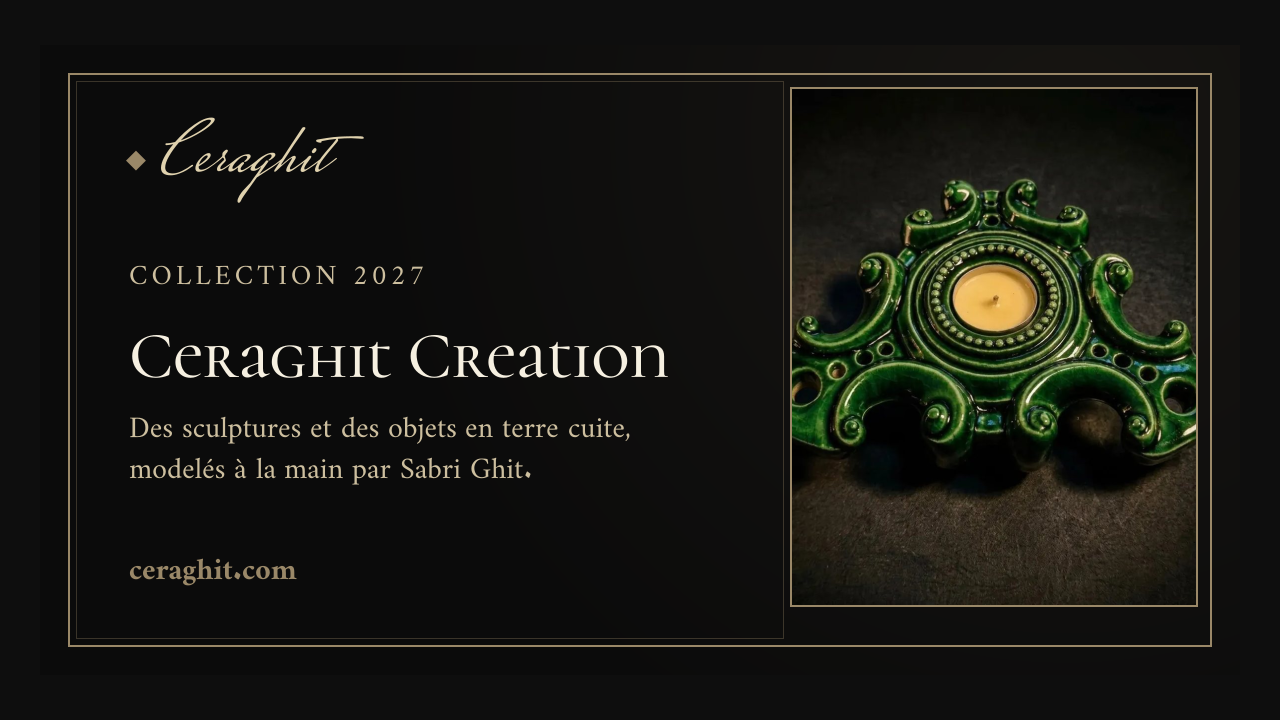 Ceraghit
COLLECTION 2027
Ceraghit Creation
Des sculptures et des objets en terre cuite,
modelés à la main par Sabri Ghit.
ceraghit.com